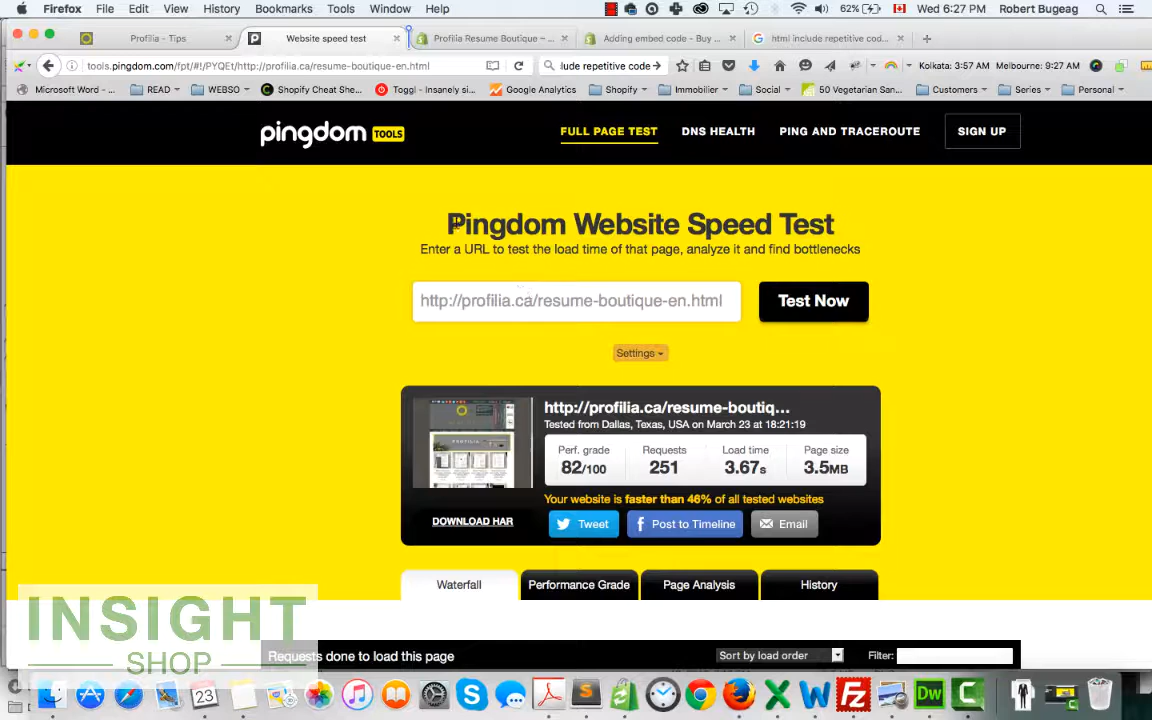 Firefox File Edit View History Bookmarks Tools Window Help 62% Wed 6:27 PM Robert Bugeag
Profilia - Tips × Website speed test × Profilia Resume Boutique – ... × Adding embed code - Buy ... × html include repetitive cod... × +
tools.pingdom.com/fpt/#!/PYQEt/http://profilia.ca/resume-boutique-en.html lude repetitive code Kolkata: 3:57 AM Melbourne: 9:27 AM
Microsoft Word – ... READ WEBSO Shopify Cheat She... Toggl - Insanely si... Google Analytics Shopify Immobilier Social 50 Vegetarian San... Customers Series Personal
pingdom TOOLS FULL PAGE TEST DNS HEALTH PING AND TRACEROUTE SIGN UP
Pingdom Website Speed Test
Enter a URL to test the load time of that page, analyze it and find bottlenecks
http://profilia.ca/resume-boutique-en.html Test Now
Settings
http://profilia.ca/resume-boutiq...
Tested from Dallas, Texas, USA on March 23 at 18:21:19
Perf. grade Requests Load time Page size
82/100 251 3.67s 3.5MB
Your website is faster than 46% of all tested websites
DOWNLOAD HAR Tweet Post to Timeline Email
Waterfall Performance Grade Page Analysis History
INSIGHT
SHOP
Requests done to load this page Sort by load order Filter:
23 Dw